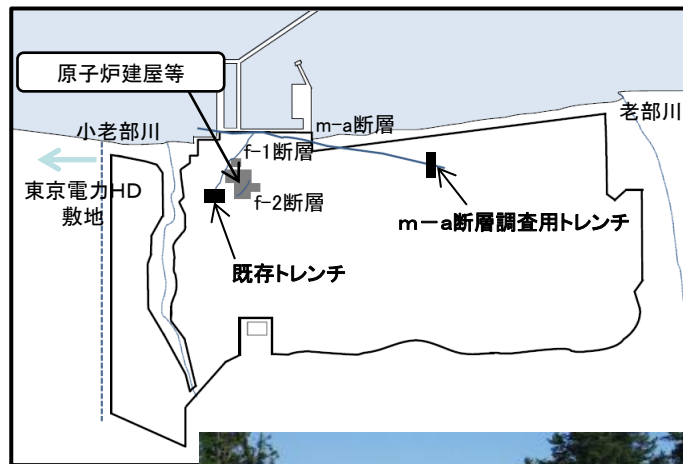 原子炉建屋等
小老部川
m-a断層
老部川
f-1断層
東京電力HD
敷地
f-2断層
m-a断層調査用トレンチ
既存トレンチ